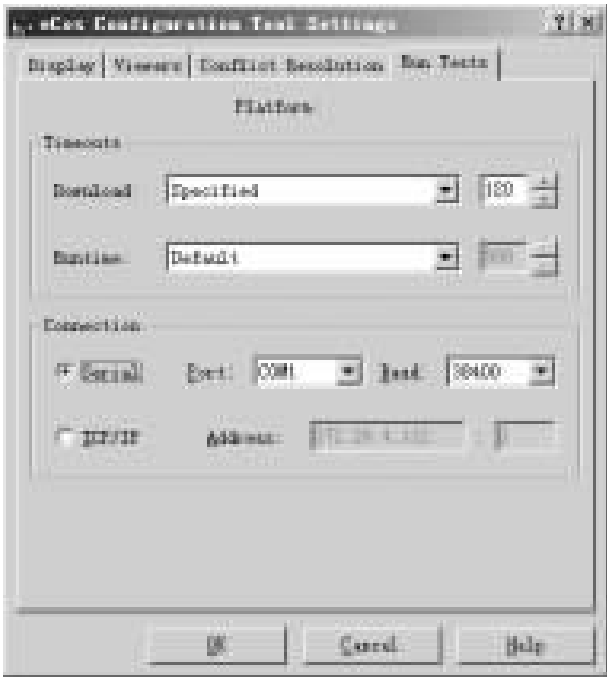 eCos Configuration Tool Settings
Display Viewers Conflict Resolution Run Tests
Platform
Timeouts
Download Specified 120
Runtime Default
Connection
Serial Port: COM1 Baud 38400
TCP/IP Address: :
OK Cancel Help